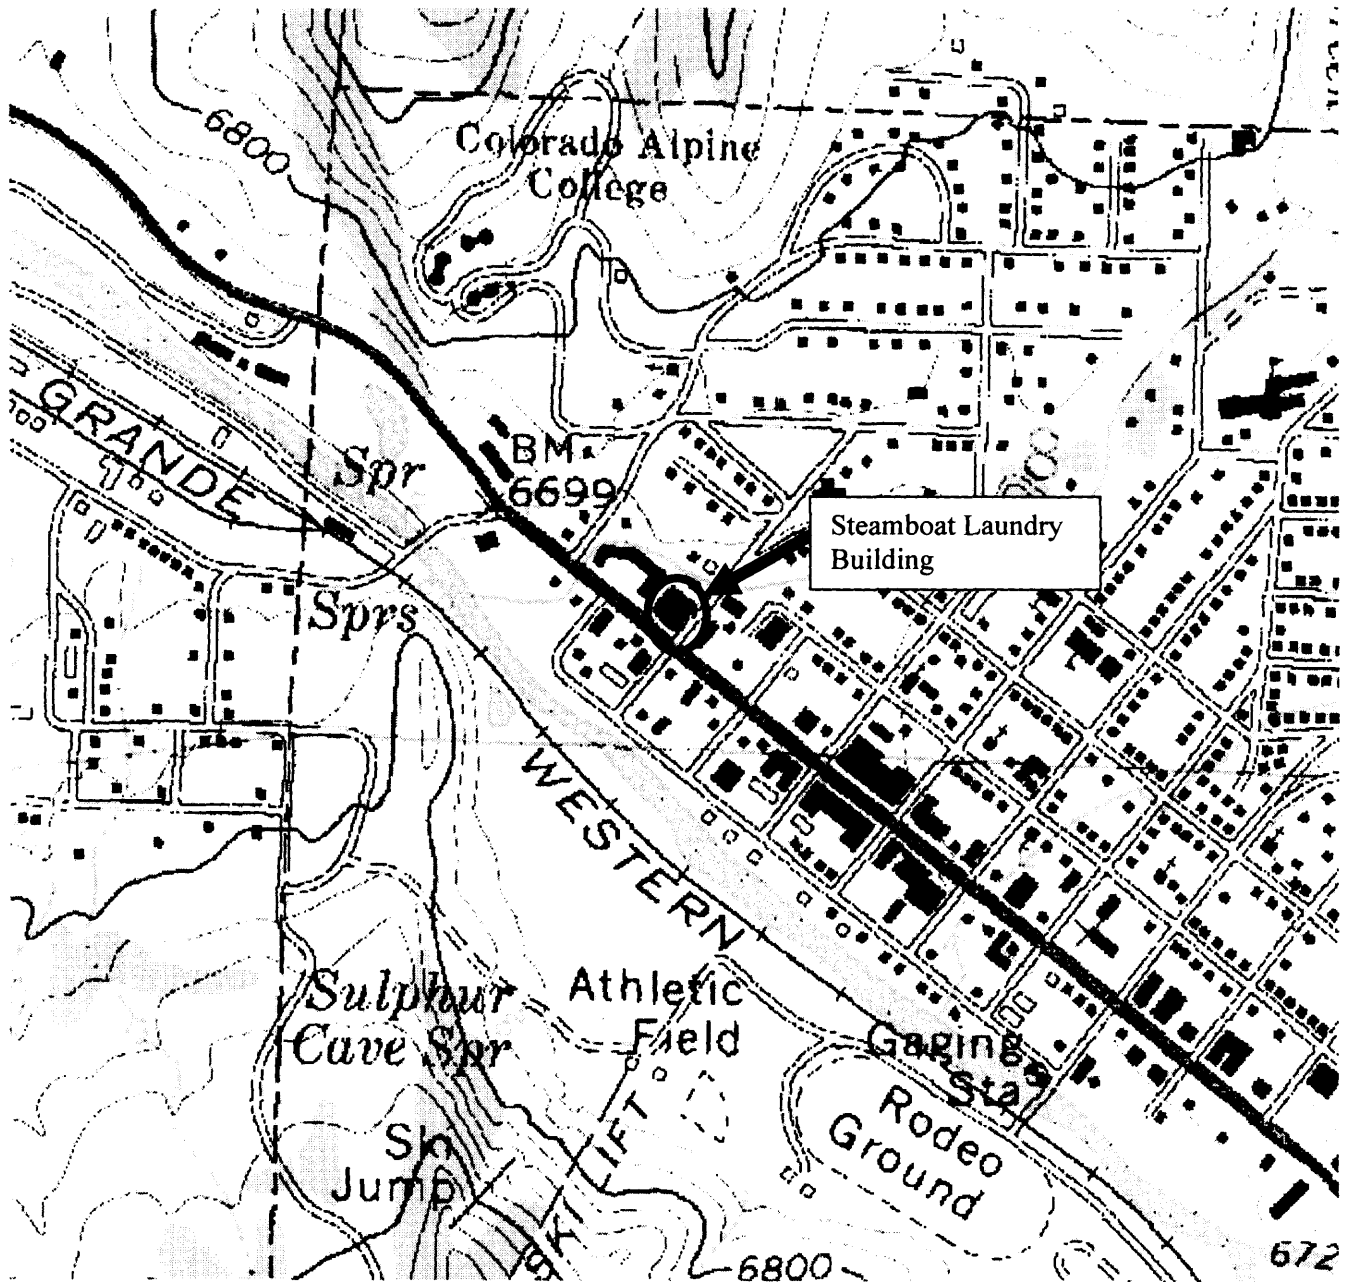 6800
Colorado Alpine
College
GRANDE
Spr
BM
6699
Steamboat Laundry
Building
Sprs
WESTERN
Sulphur
Cave Spr
Athletic
Field
Gaging
Sta
Rodeo
Ground
Ski
Jump
SKI LIFT
6800
672